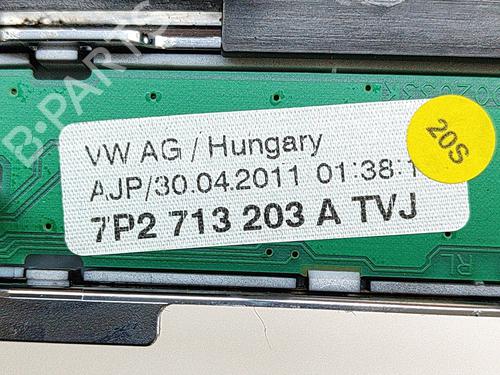 VW AG / Hungary
AJP/30.04.2011 01:38:1
7P2 713 203 A TVJ
20S
B-PARTS